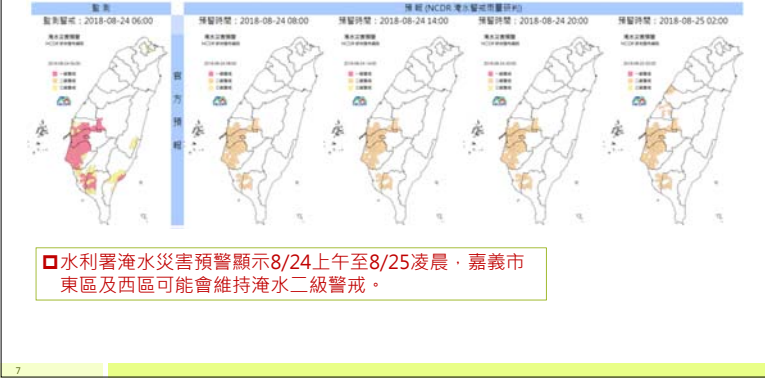 監測
預報 (NCDR 淹水警戒雨量研判)
監測警戒：2018-08-24 06:00
預警時間：2018-08-24 08:00
預警時間：2018-08-24 14:00
預警時間：2018-08-24 20:00
預警時間：2018-08-25 02:00
官方預報
水利署淹水災害預警顯示8/24上午至8/25凌晨，嘉義市
東區及西區可能會維持淹水二級警戒。
7